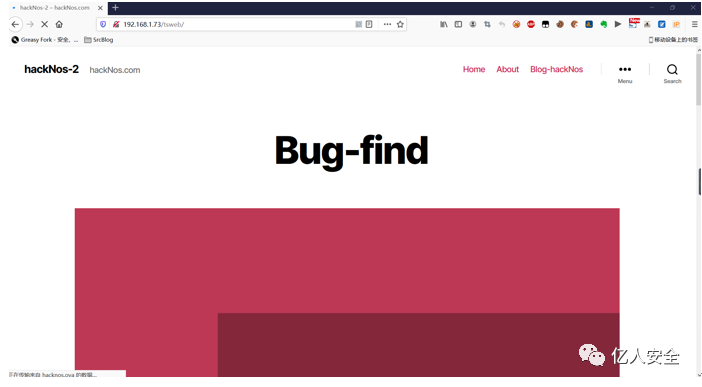 hackNos-2 – hackNos.com
192.168.1.73/tsweb/
Greasy Fork - 安全、...
SrcBlog
移动设备上的书签
hackNos-2 hackNos.com
Home About Blog-hackNos
Menu
Search
Bug-find
正在传输来自 hacknos.ova 的数据...
亿人安全